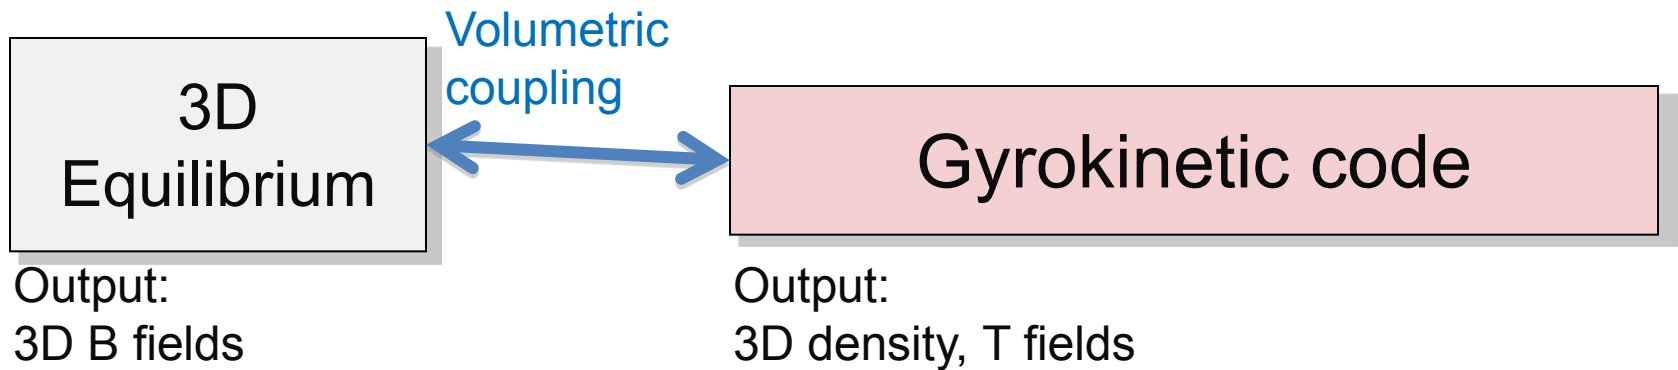 Volumetric
coupling
3D
Equilibrium
Gyrokinetic code
Output:
3D B fields
Output:
3D density, T fields